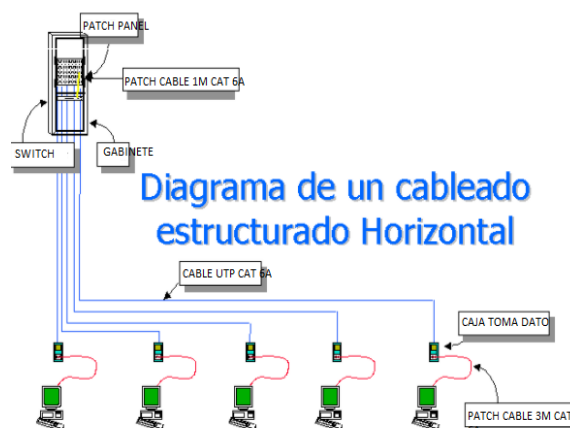 PATCH PANEL
PATCH CABLE 1M CAT 6A
SWITCH
GABINETE
Diagrama de un cableado
estructurado Horizontal
CABLE UTP CAT 6A
CAJA TOMA DATO
PATCH CABLE 3M CAT